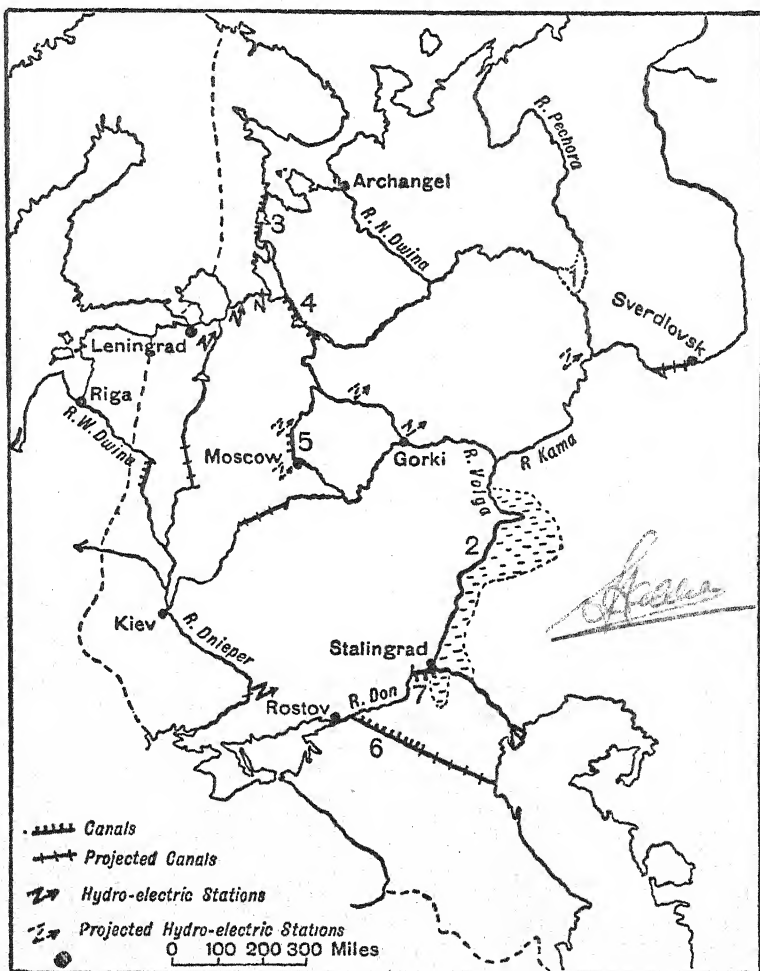 R. Pechora
Archangel
R. N. Dwina
3
1
4
Sverdlovsk
Leningrad
Riga
R. W. Dwina
Moscow
5
Gorki
R. Volga
R Kama
2
Kiev
R. Dnieper
Stalingrad
R. Don
7
Rostov
6
Canals
Projected Canals
Hydro-electric Stations
Projected Hydro-electric Stations
0 100 200 300 Miles